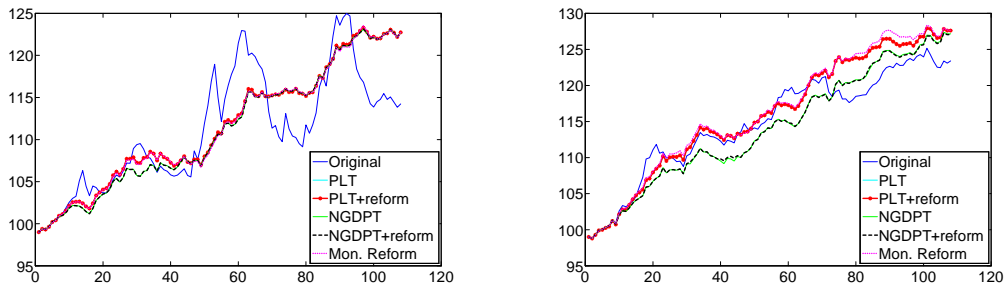 125
120
115
110
105
100
95
0 20 40 60 80 100 120
Original
PLT
PLT+reform
NGDPT
NGDPT+reform
Mon. Reform
130
125
120
115
110
105
100
95
0 20 40 60 80 100 120
Original
PLT
PLT+reform
NGDPT
NGDPT+reform
Mon. Reform